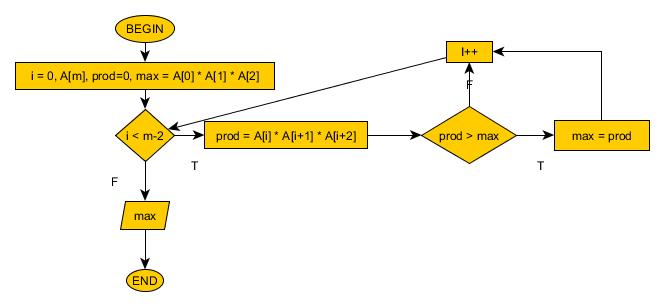 BEGIN
I++
i = 0, A[m], prod=0, max = A[0] * A[1] * A[2]
F
i < m-2
prod = A[i] * A[i+1] * A[i+2]
prod > max
max = prod
T
T
F
max
END